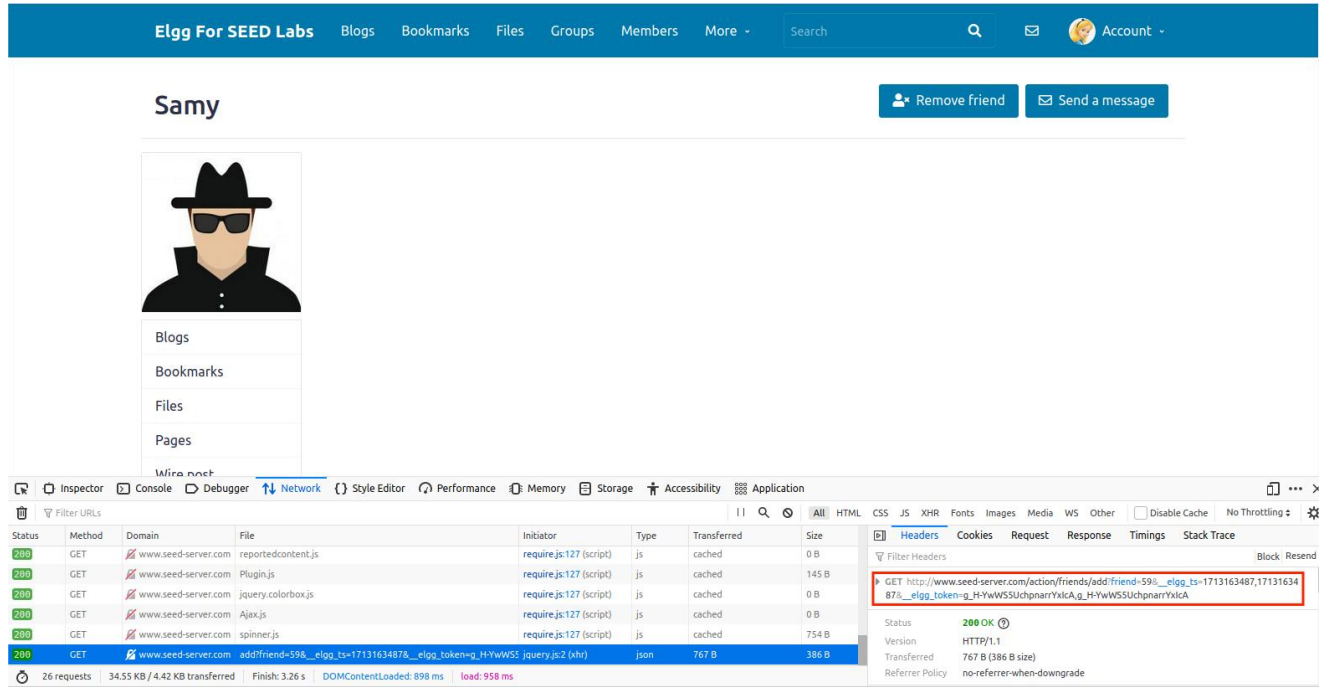 Elgg For SEED Labs Blogs Bookmarks Files Groups Members More Search Account
Samy
Remove friend Send a message
Blogs
Bookmarks
Files
Pages
Wire post
Inspector Console Debugger Network {} Style Editor Performance Memory Storage Accessibility Application
Filter URLs All HTML CSS JS XHR Fonts Images Media WS Other Disable Cache No Throttling
Status Method Domain File Initiator Type Transferred Size
200 GET www.seed-server.com reportedcontent.js require.js:127 (script) js cached 0 B
200 GET www.seed-server.com Plugin.js require.js:127 (script) js cached 145 B
200 GET www.seed-server.com jquery.colorbox.js require.js:127 (script) js cached 0 B
200 GET www.seed-server.com Ajax.js require.js:127 (script) js cached 0 B
200 GET www.seed-server.com spinner.js require.js:127 (script) js cached 754 B
200 GET www.seed-server.com add?friend=59&__elgg_ts=1713163487&__elgg_token=g_H-YwWS5 jquery.js:2 (xhr) json 767 B 386 B
26 requests 34.55 KB / 4.42 KB transferred Finish: 3.26 s DOMContentLoaded: 898 ms load: 958 ms
Headers Cookies Request Response Timings Stack Trace
Filter Headers Block Resend
GET http://www.seed-server.com/action/friends/add?friend=59&__elgg_ts=1713163487,17131634
87&__elgg_token=g_H-YwWS5UchpnarrYxIcA,g_H-YwWS5UchpnarrYxIcA
Status 200 OK
Version HTTP/1.1
Transferred 767 B (386 B size)
Referrer Policy no-referrer-when-downgrade